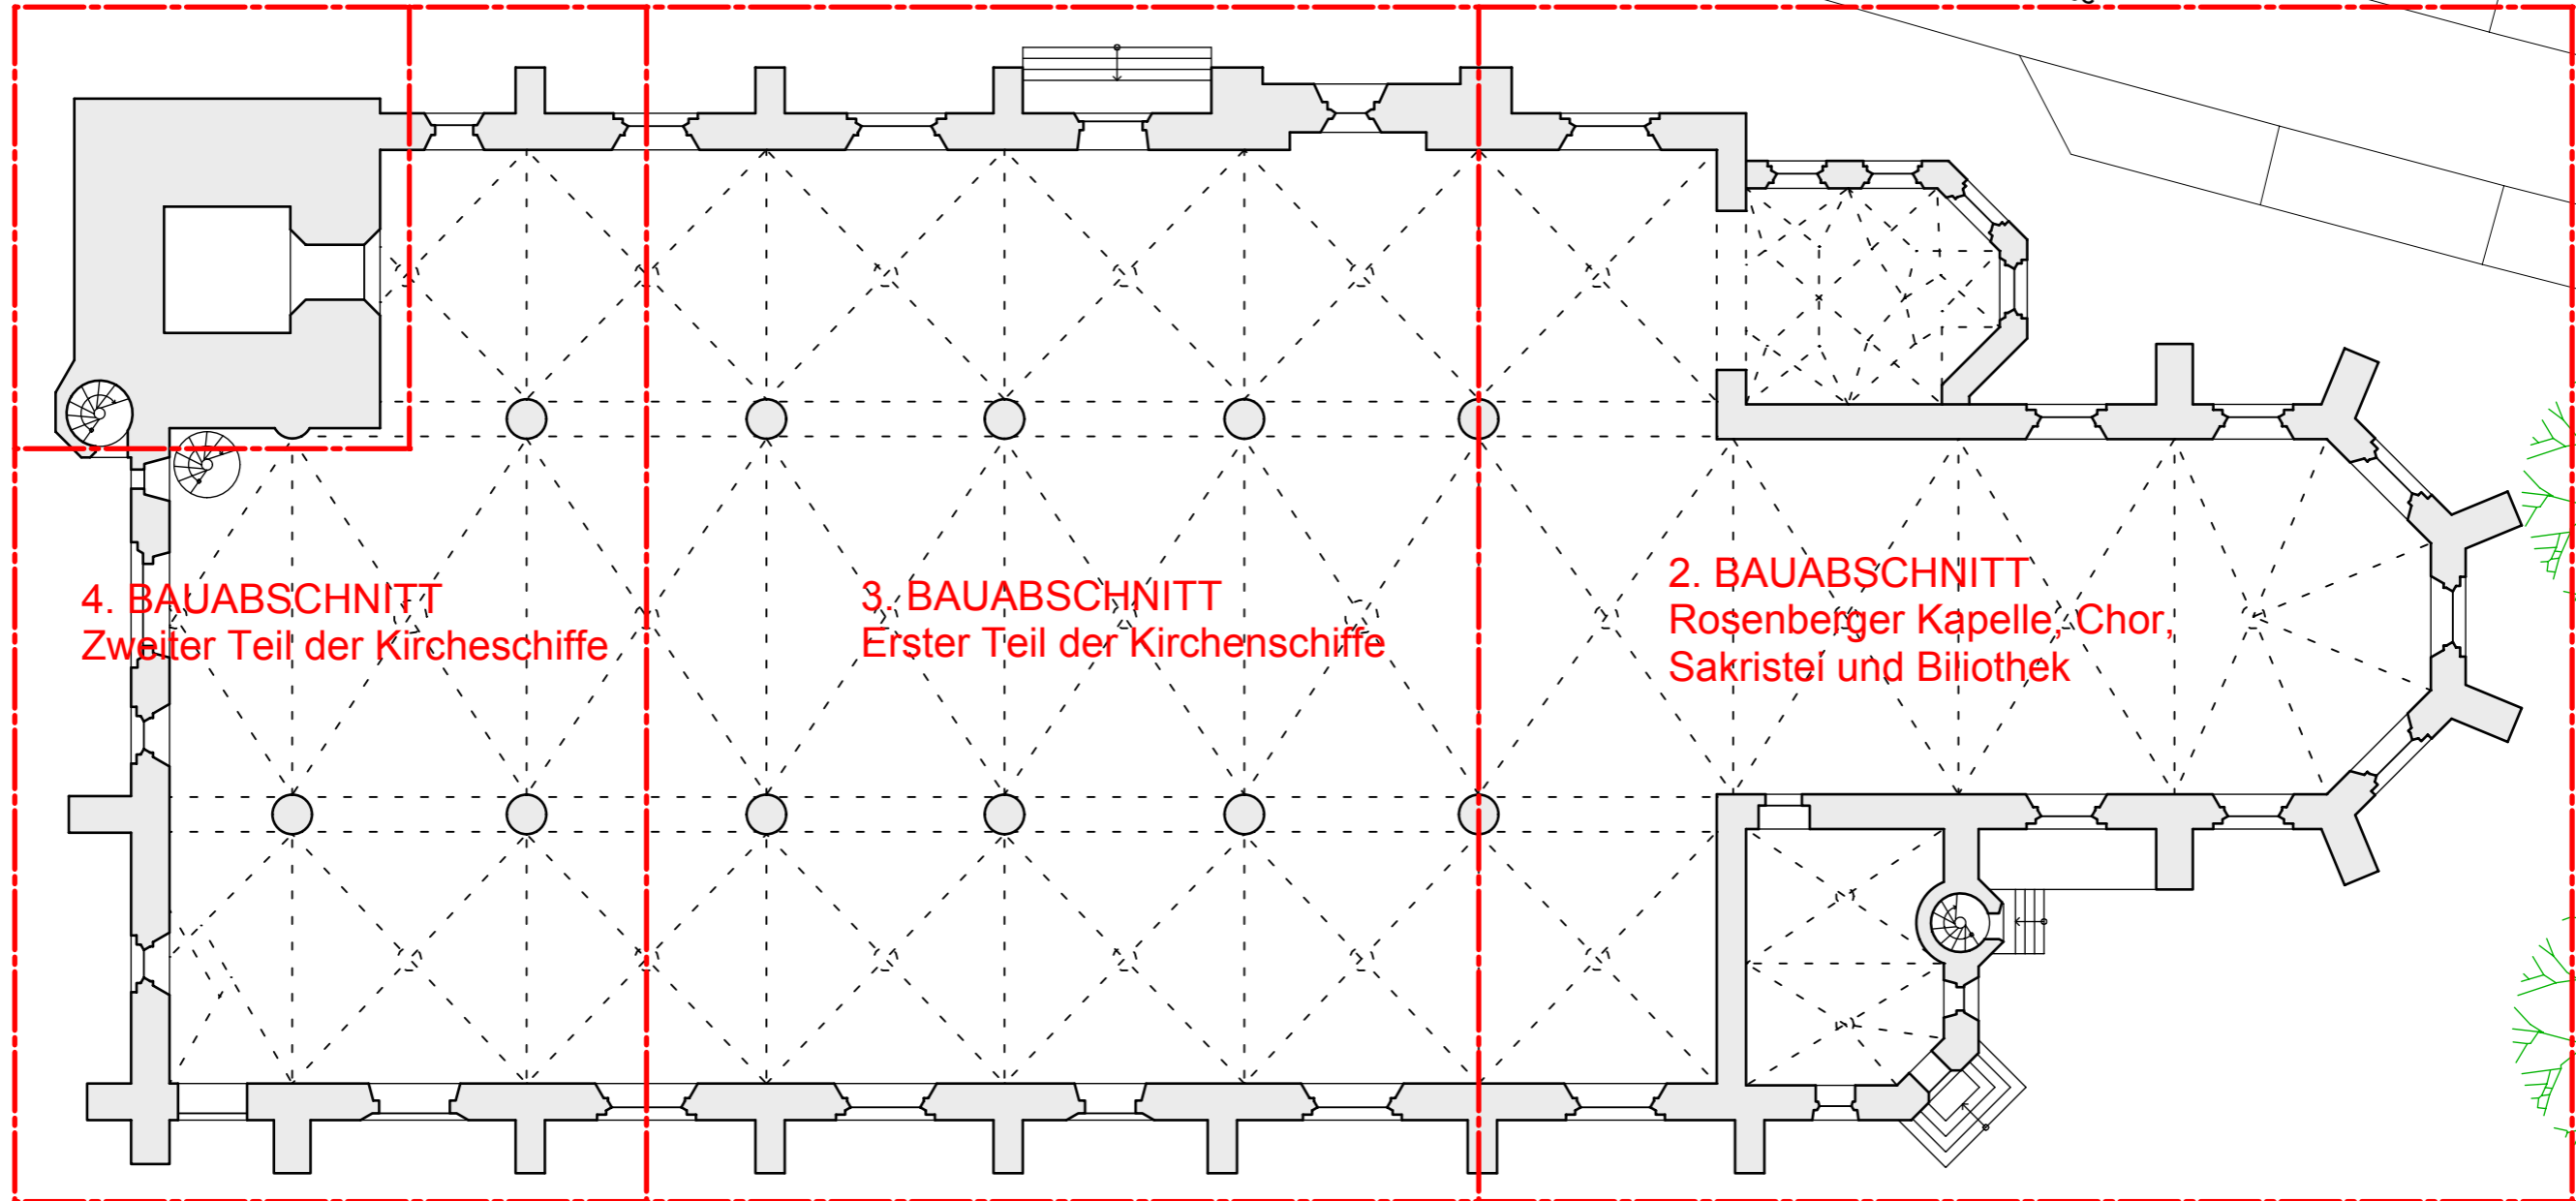 4. BAUABSCHNITT
Zweiter Teil der Kircheschiffe
3. BAUABSCHNITT
Erster Teil der Kirchenschiffe
2. BAUABSCHNITT
Rosenberger Kapelle, Chor,
Sakristei und Biliothek